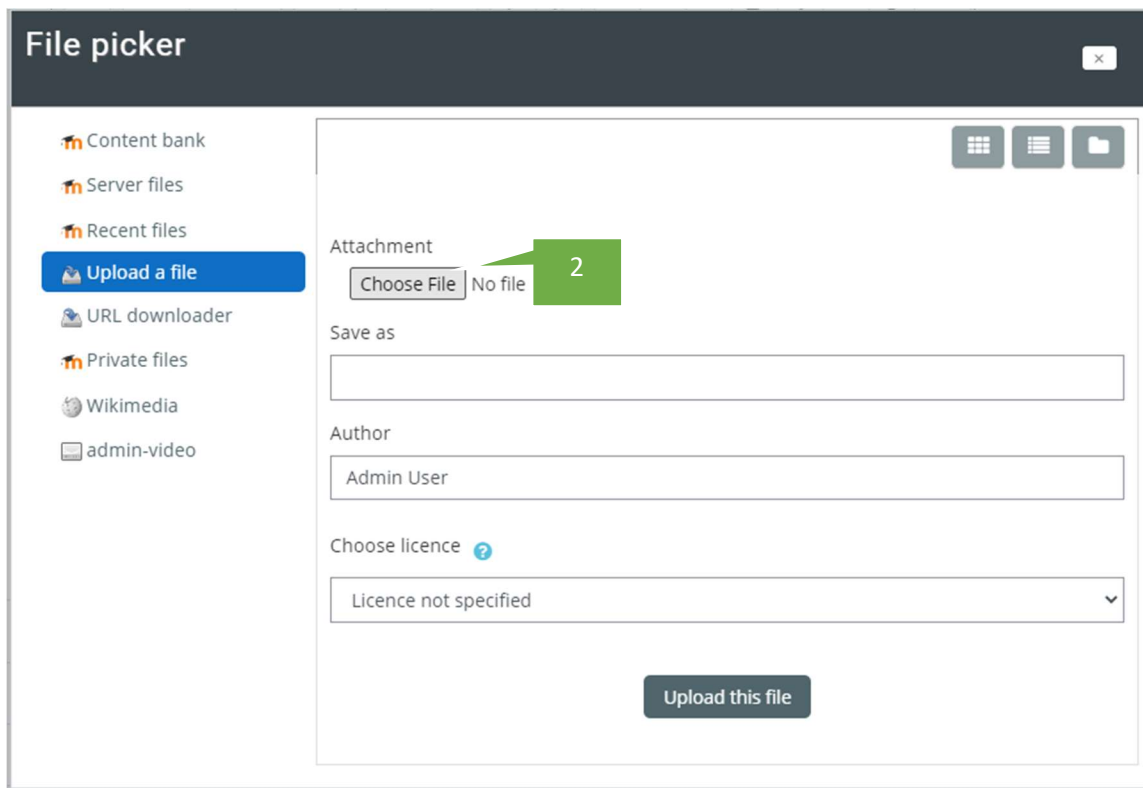 File picker
×
Content bank
Server files
Recent files
Upload a file
URL downloader
Private files
Wikimedia
admin-video
Attachment
Choose File No file
2
Save as
Author
Admin User
Choose licence ?
Licence not specified
Upload this file